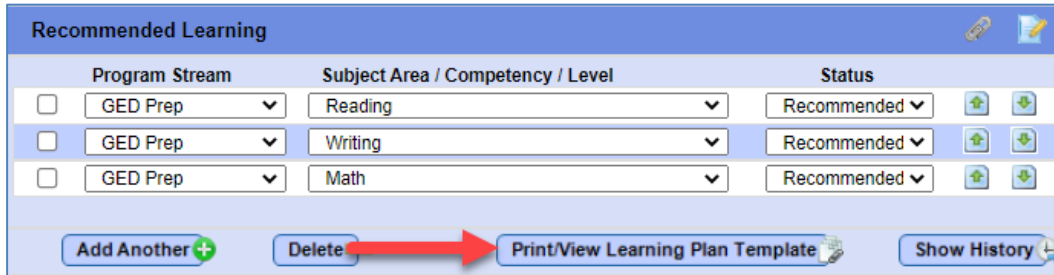 Recommended Learning
Program Stream Subject Area / Competency / Level Status
GED Prep Reading Recommended
GED Prep Writing Recommended
GED Prep Math Recommended
Add Another Delete Print/View Learning Plan Template Show History